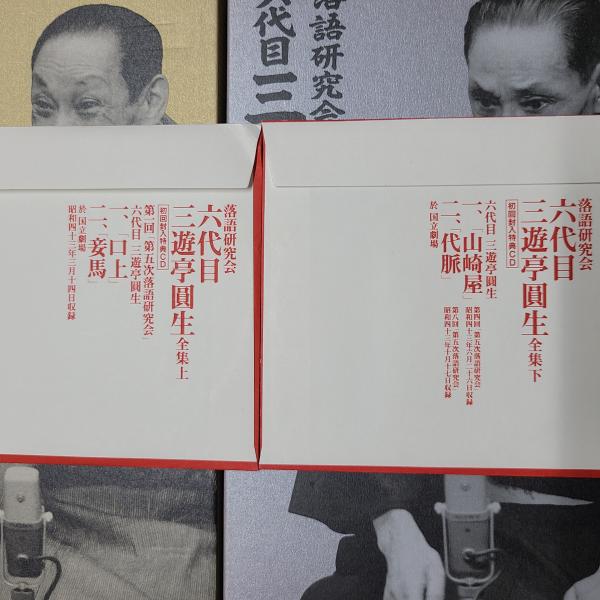 落語研究会
六代目 三
落語研究会
六代目
三遊亭圓生 全集下
初回封入特典CD
六代目 三遊亭圓生
一、「山崎屋」
第四回「第五次落語研究会」
昭和四十三年六月二十六日収録
二、「代脈」
第八回「第五次落語研究会」
昭和四十三年十月十七日収録
於 国立劇場
落語研究会
六代目
三遊亭圓生 全集上
初回封入特典CD
第一回「第五次落語研究会」
六代目 三遊亭圓生
一、「口上」
二、「妾馬」
於 国立劇場
昭和四十三年三月十四日収録